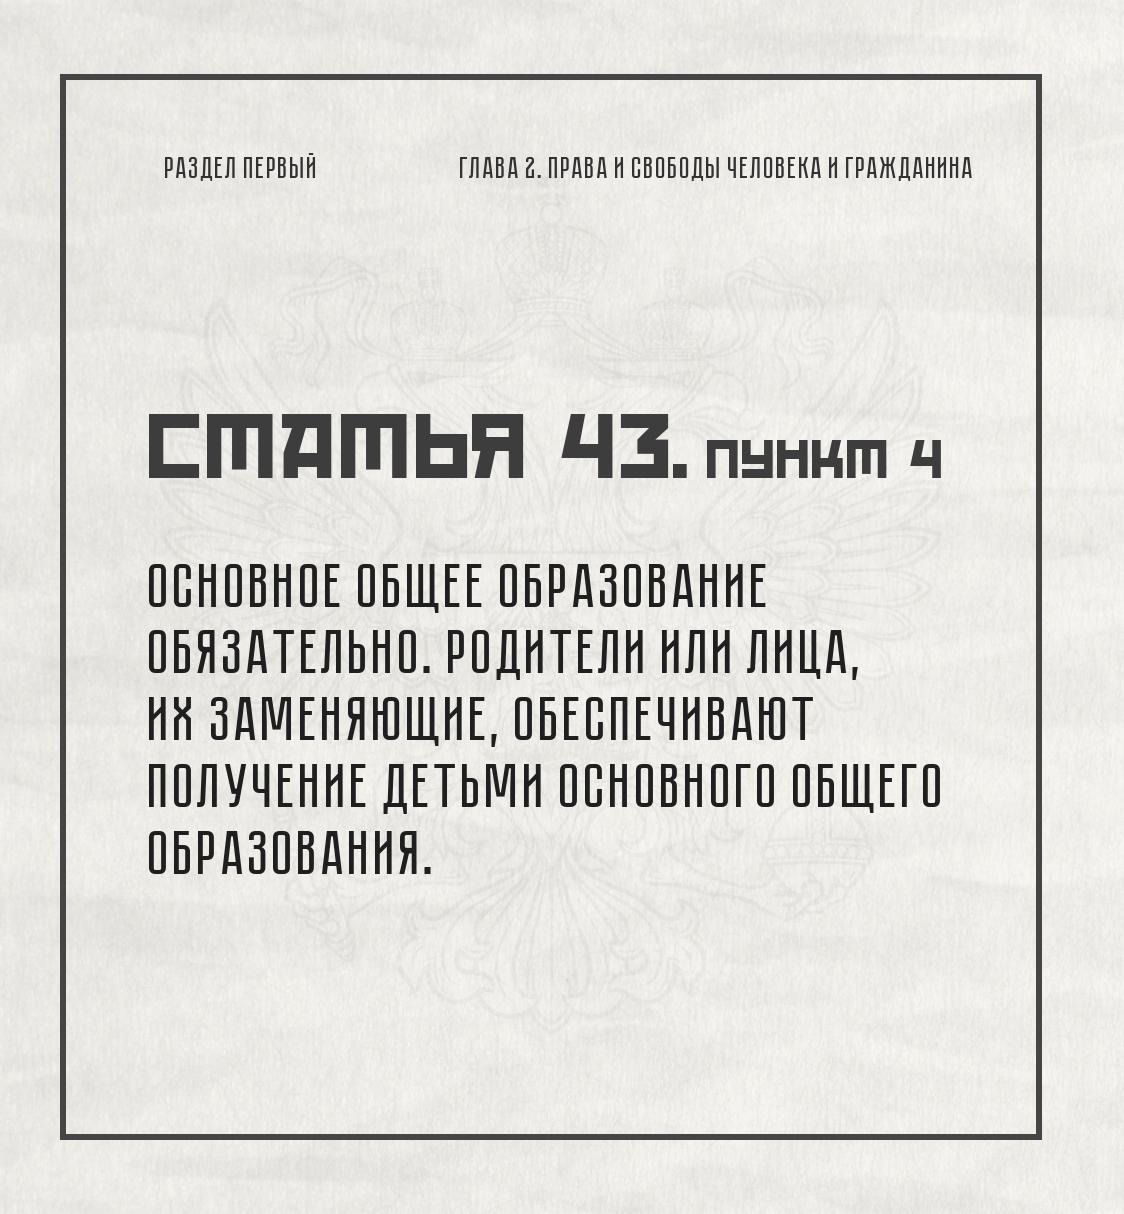 РАЗДЕЛ ПЕРВЫЙ ГЛАВА 2. ПРАВА И СВОБОДЫ ЧЕЛОВЕКА И ГРАЖДАНИНА
СТАТЬЯ 43. ПУНКТ 4
ОСНОВНОЕ ОБЩЕЕ ОБРАЗОВАНИЕ
ОБЯЗАТЕЛЬНО. РОДИТЕЛИ ИЛИ ЛИЦА,
ИХ ЗАМЕНЯЮЩИЕ, ОБЕСПЕЧИВАЮТ
ПОЛУЧЕНИЕ ДЕТЬМИ ОСНОВНОГО ОБЩЕГО
ОБРАЗОВАНИЯ.